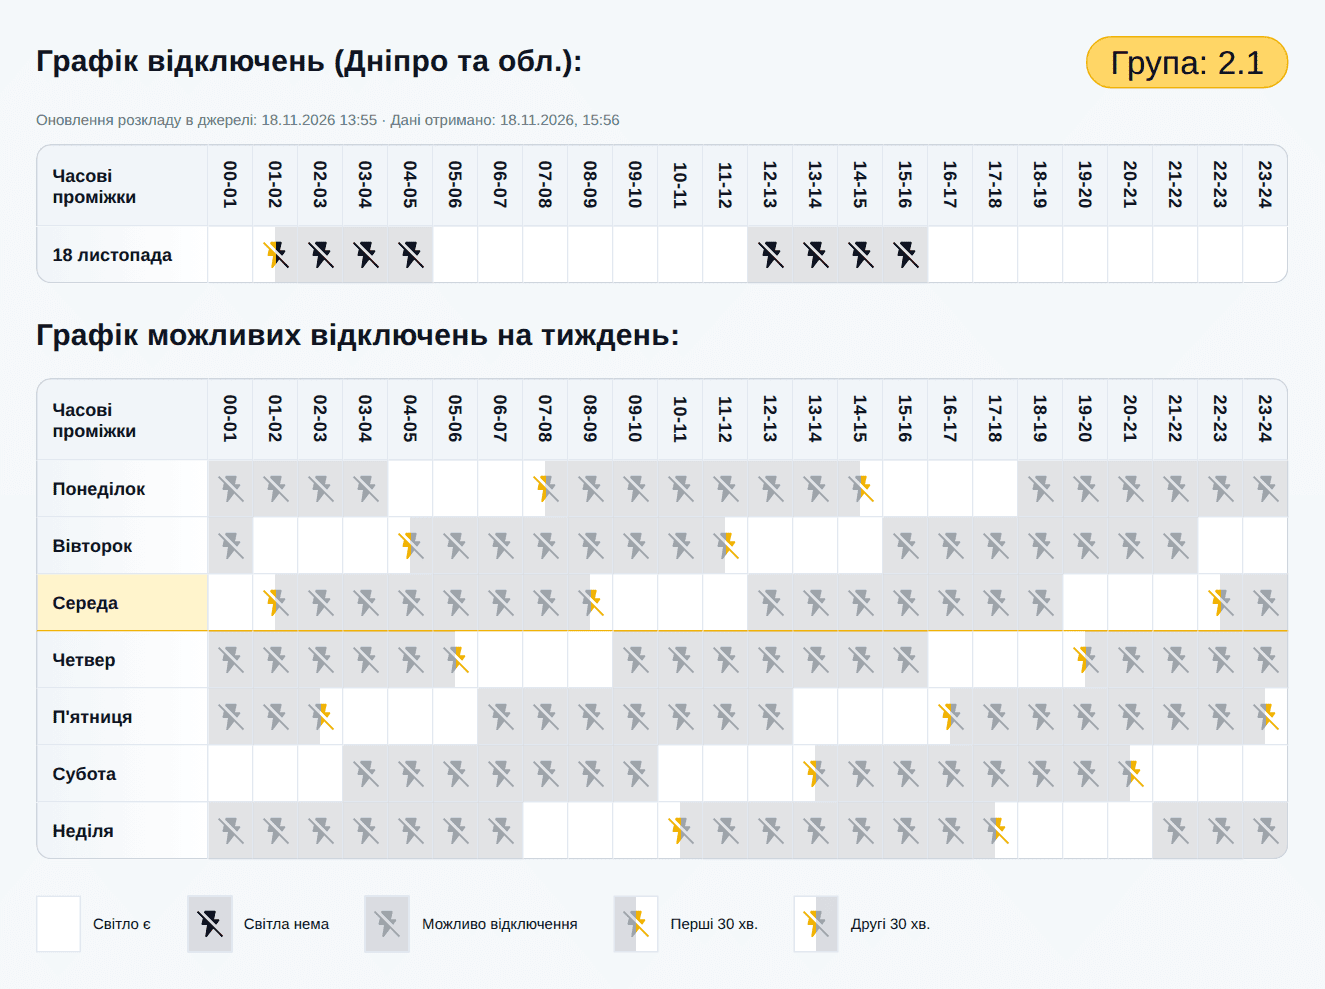 Графік відключень (Дніпро та обл.):
Група: 2.1
Оновлення розкладу в джерелі: 18.11.2026 13:55 · Дані отримано: 18.11.2026, 15:56
Часові
проміжки
00-01 01-02 02-03 03-04 04-05 05-06 06-07 07-08 08-09 09-10 10-11 11-12 12-13 13-14 14-15 15-16 16-17 17-18 18-19 19-20 20-21 21-22 22-23 23-24
18 листопада
Графік можливих відключень на тиждень:
Часові
проміжки
00-01 01-02 02-03 03-04 04-05 05-06 06-07 07-08 08-09 09-10 10-11 11-12 12-13 13-14 14-15 15-16 16-17 17-18 18-19 19-20 20-21 21-22 22-23 23-24
Понеділок
Вівторок
Середа
Четвер
П'ятниця
Субота
Неділя
Світло є
Світла нема
Можливо відключення
Перші 30 хв.
Другі 30 хв.